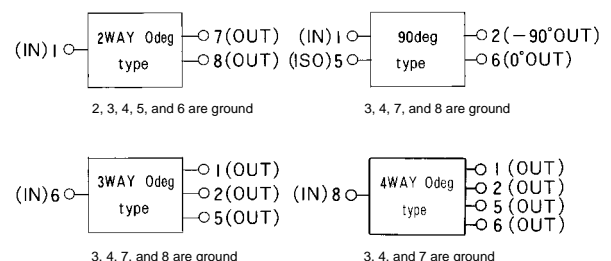 (IN) 1 2WAY 0deg type 7(OUT) 8(OUT)
2, 3, 4, 5, and 6 are ground
(IN) 1 (ISO) 5 90deg type 2(−90°OUT) 6(0°OUT)
3, 4, 7, and 8 are ground
(IN) 6 3WAY 0deg type 1(OUT) 2(OUT) 5(OUT)
3, 4, 7, and 8 are ground
(IN) 8 4WAY 0deg type 1(OUT) 2(OUT) 5(OUT) 6(OUT)
3, 4, and 7 are ground